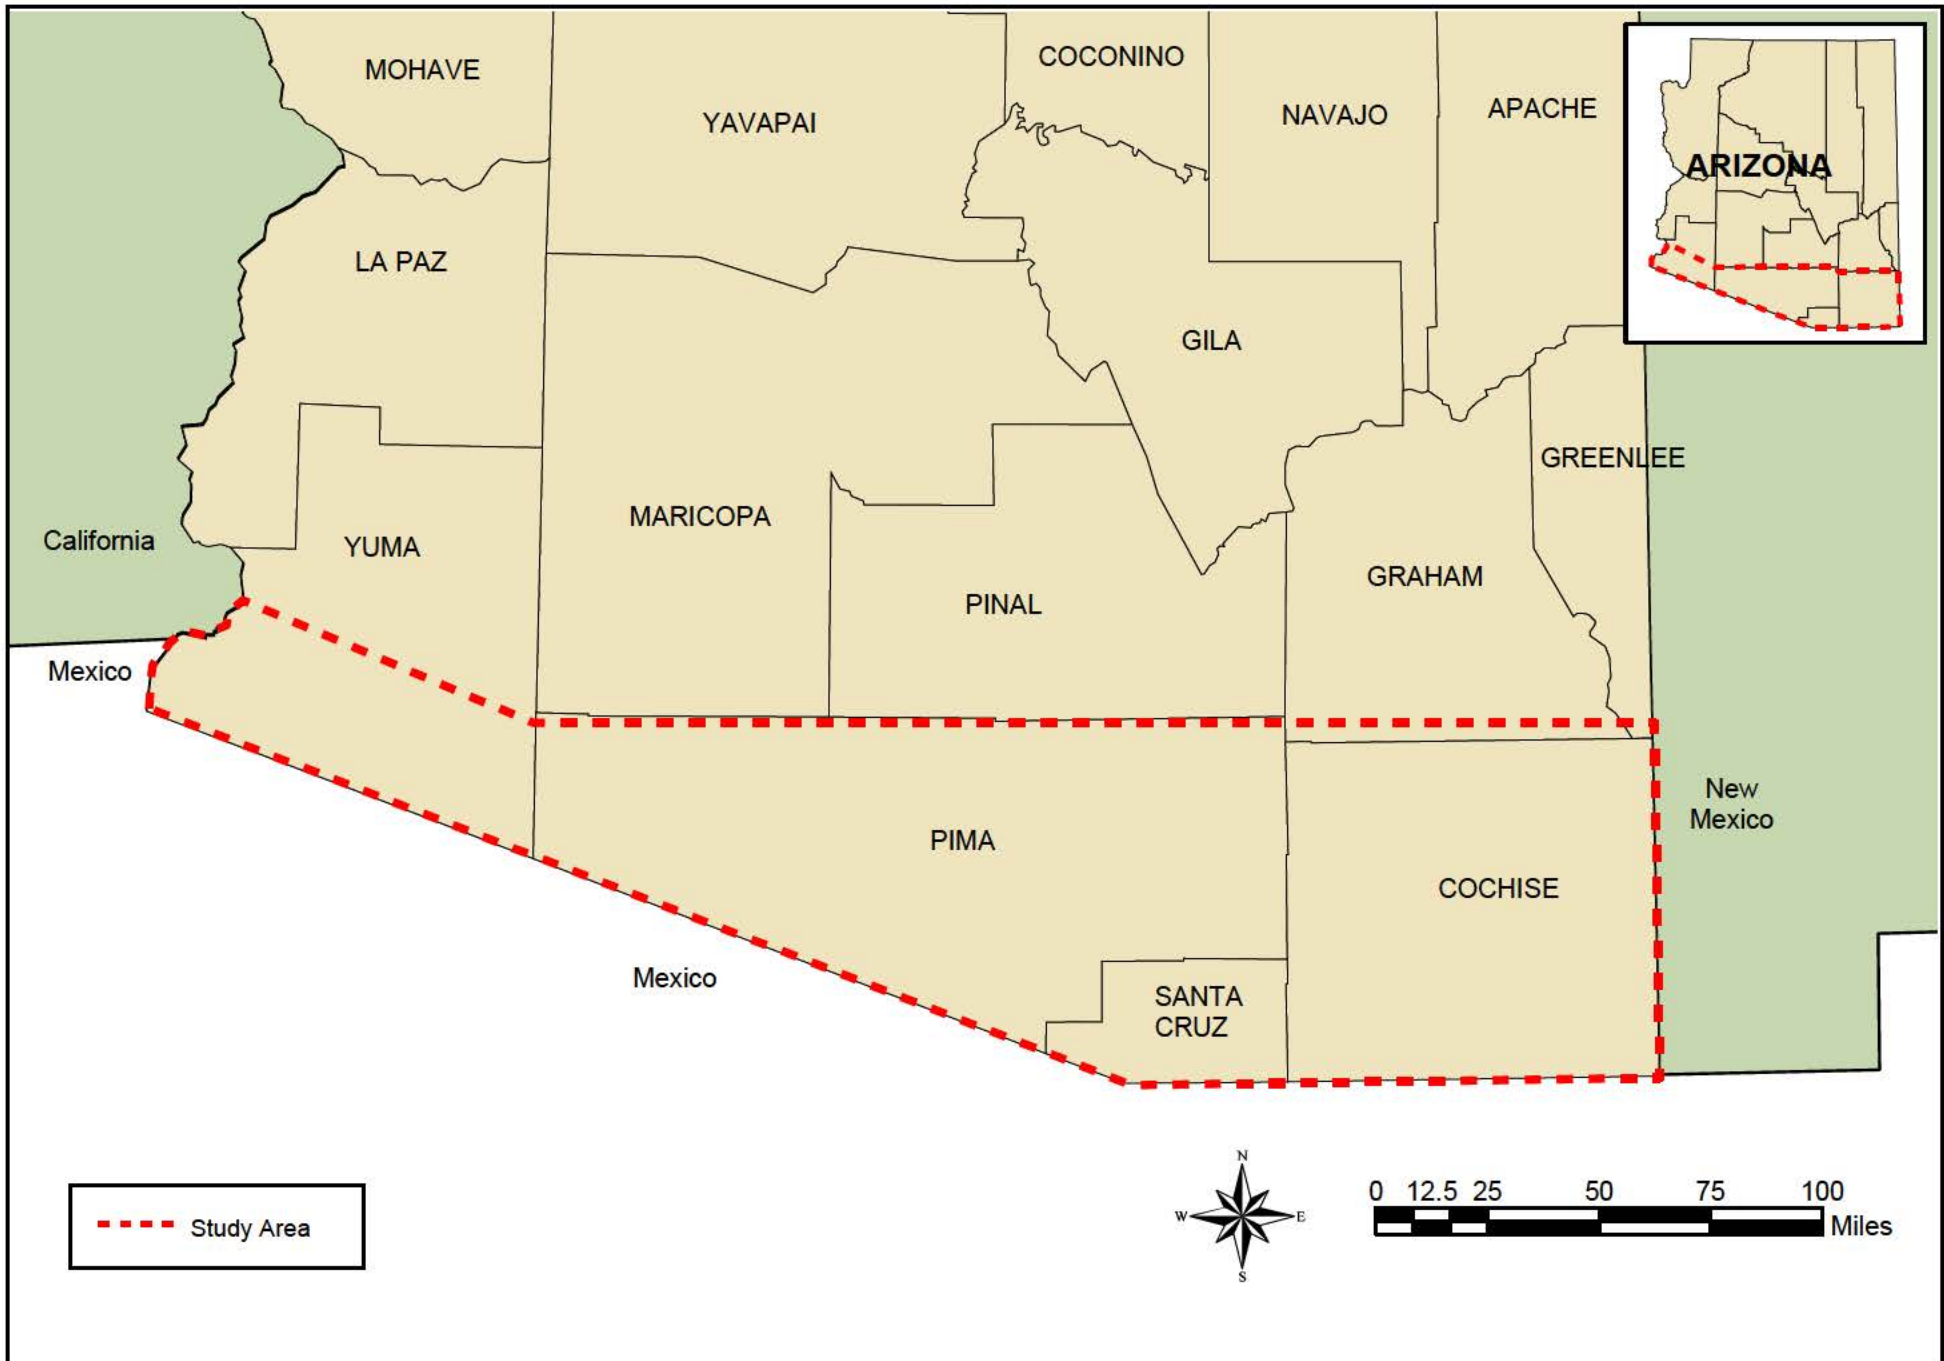 MOHAVE
YAVAPAI
COCONINO
NAVAJO
APACHE
ARIZONA
LA PAZ
GILA
GREENLEE
MARICOPA
California
YUMA
GRAHAM
PINAL
Mexico
New
Mexico
PIMA
COCHISE
Mexico
SANTA
CRUZ
Study Area
N
W
E
S
0 12.5 25 50 75 100
Miles